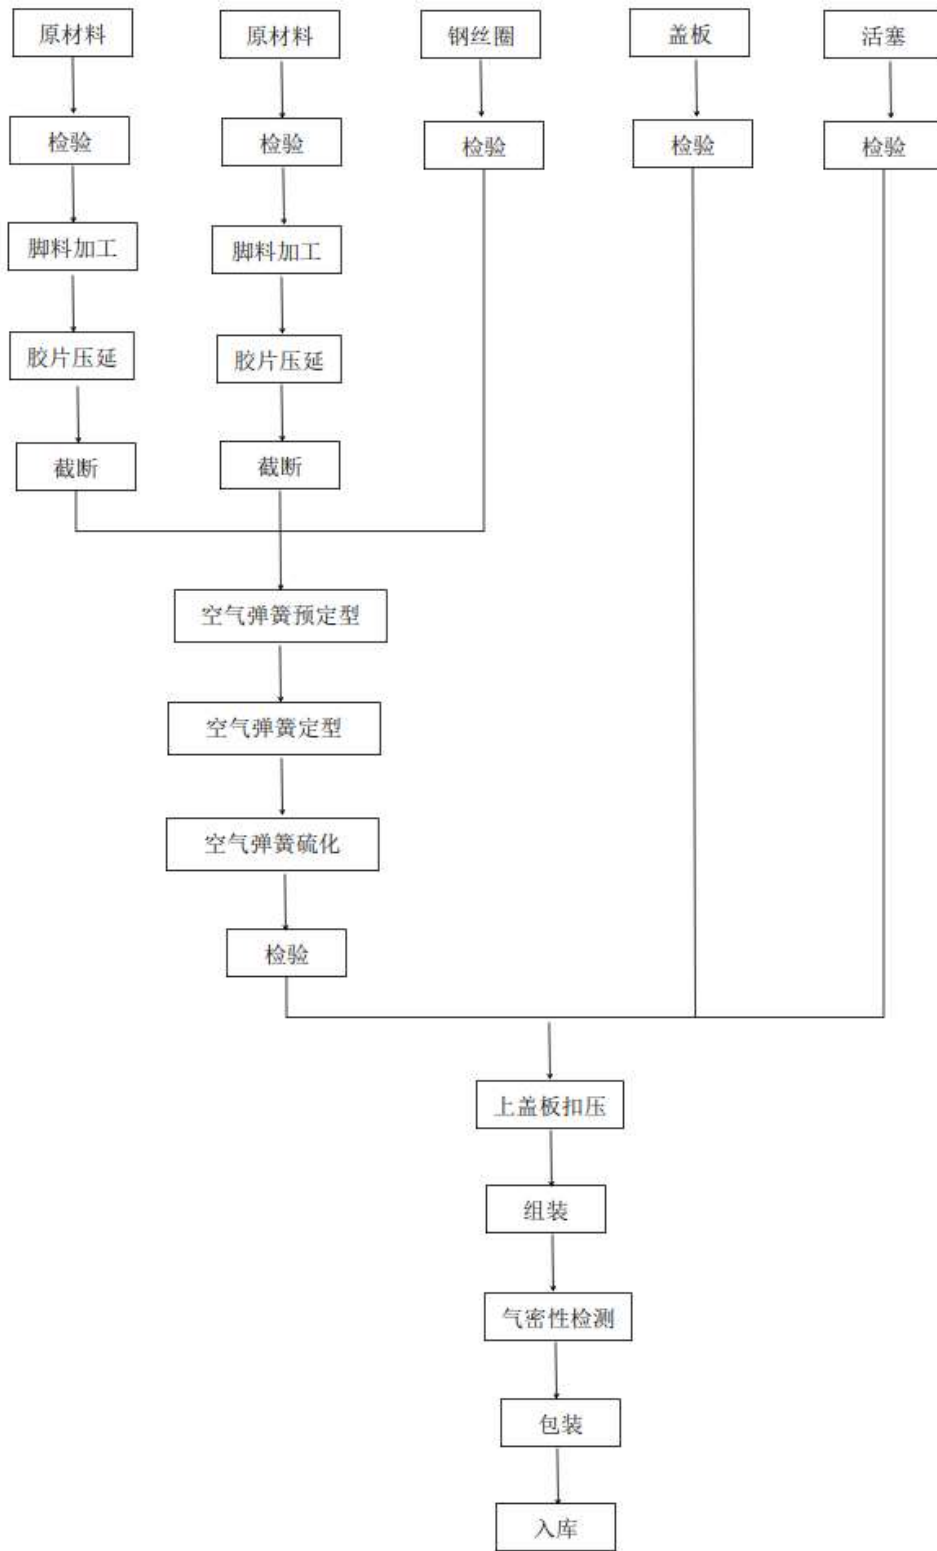 原材料
原材料
钢丝圈
盖板
活塞
检验
检验
检验
检验
检验
脚料加工
脚料加工
胶片压延
胶片压延
截断
截断
空气弹簧预定型
空气弹簧定型
空气弹簧硫化
检验
上盖板扣压
组装
气密性检测
包装
入库